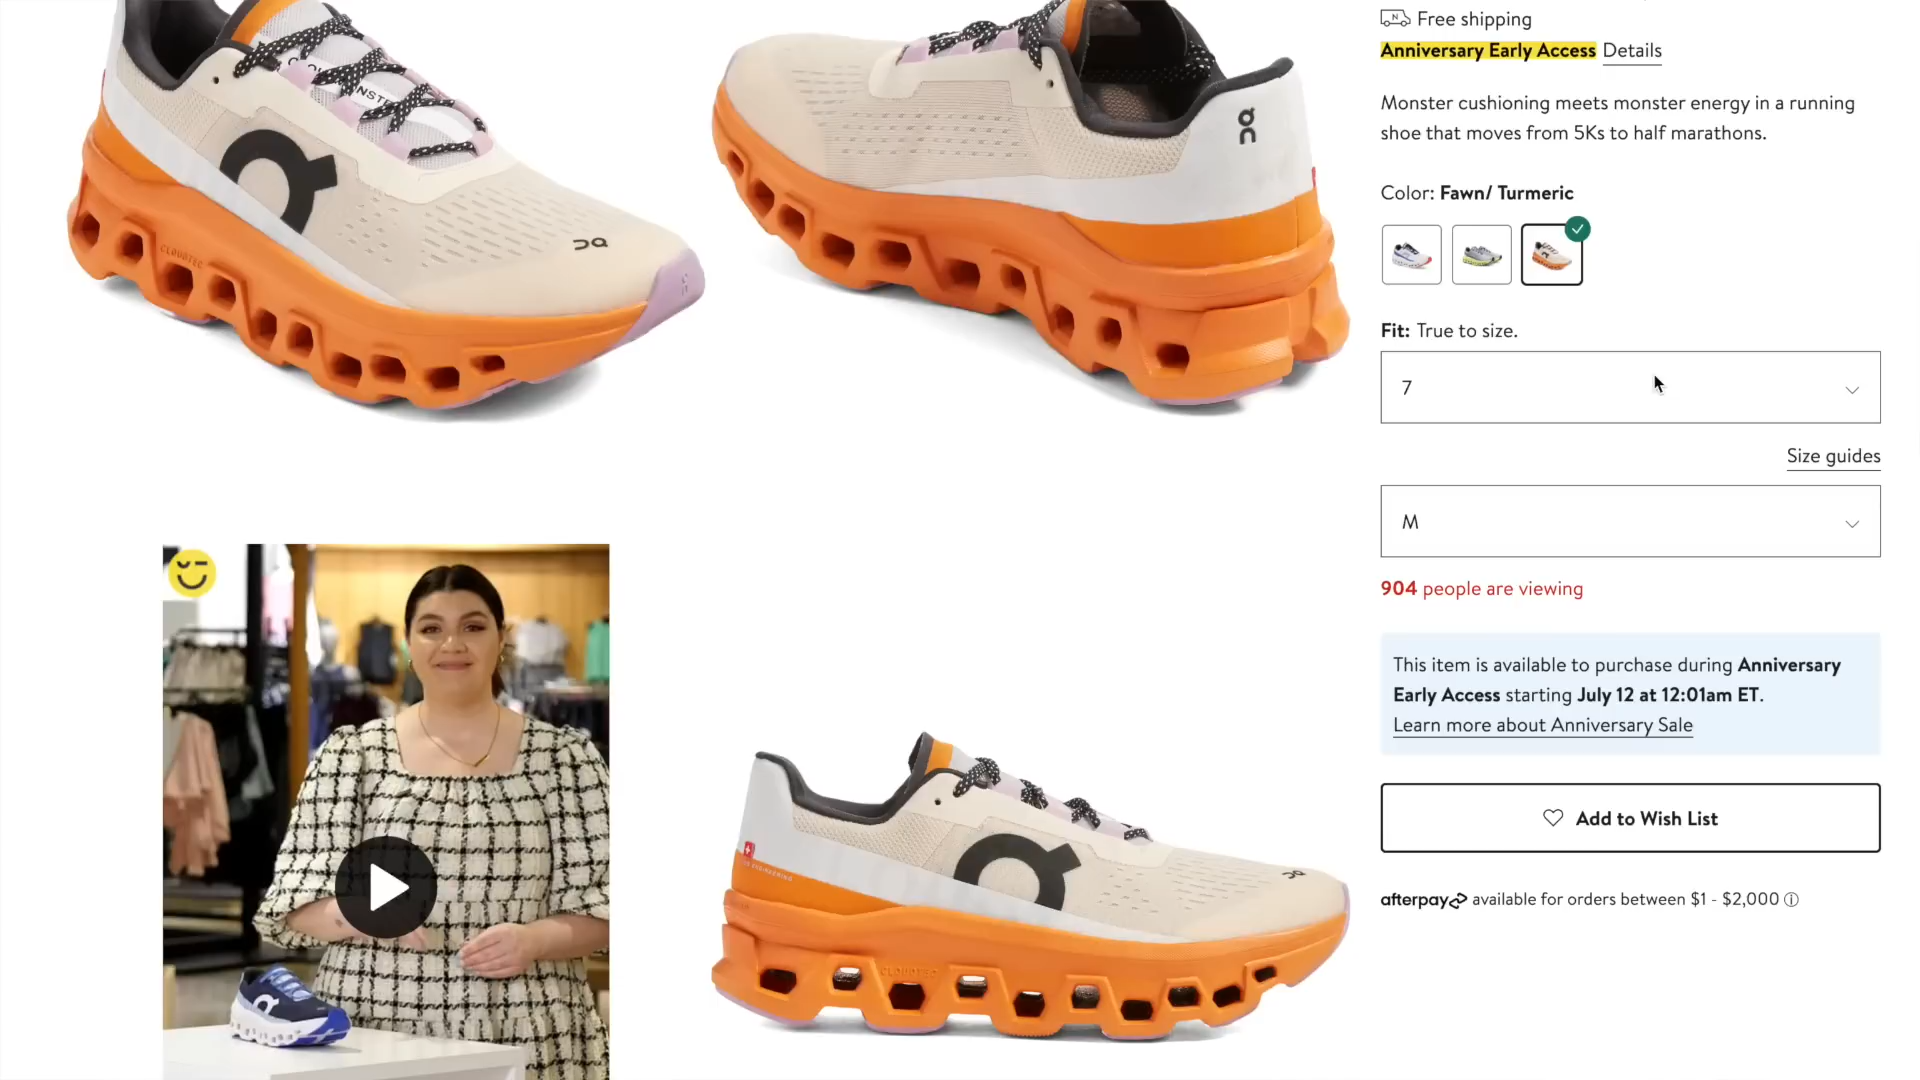 Free shipping
Anniversary Early Access Details
Monster cushioning meets monster energy in a running
shoe that moves from 5Ks to half marathons.
Color: Fawn/ Turmeric
Fit: True to size.
7
Size guides
M
904 people are viewing
This item is available to purchase during Anniversary
Early Access starting July 12 at 12:01am ET.
Learn more about Anniversary Sale
Add to Wish List
afterpay available for orders between $1 - $2,000
CLOUDTEC
CLOUDTEC